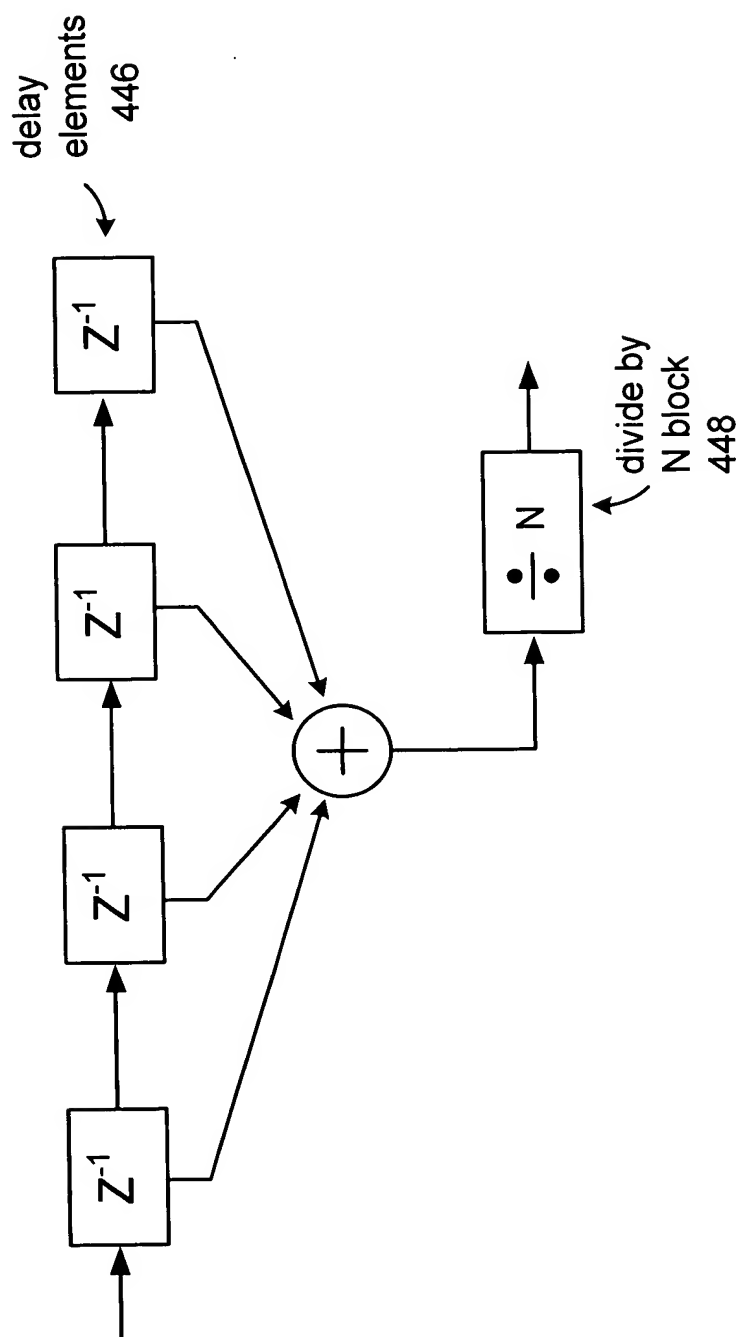 delay
elements
446
Z⁻¹
Z⁻¹
Z⁻¹
Z⁻¹
+
÷ N
divide by
N block
448